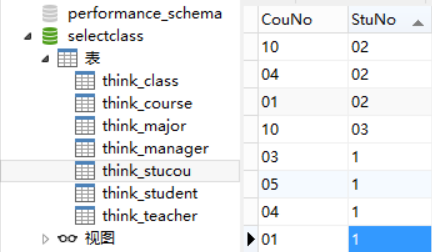 performance_schema
selectclass
表
think_class
think_course
think_major
think_manager
think_stucou
think_student
think_teacher
视图
CouNo StuNo
10 02
04 02
01 02
10 03
03 1
05 1
04 1
01 1